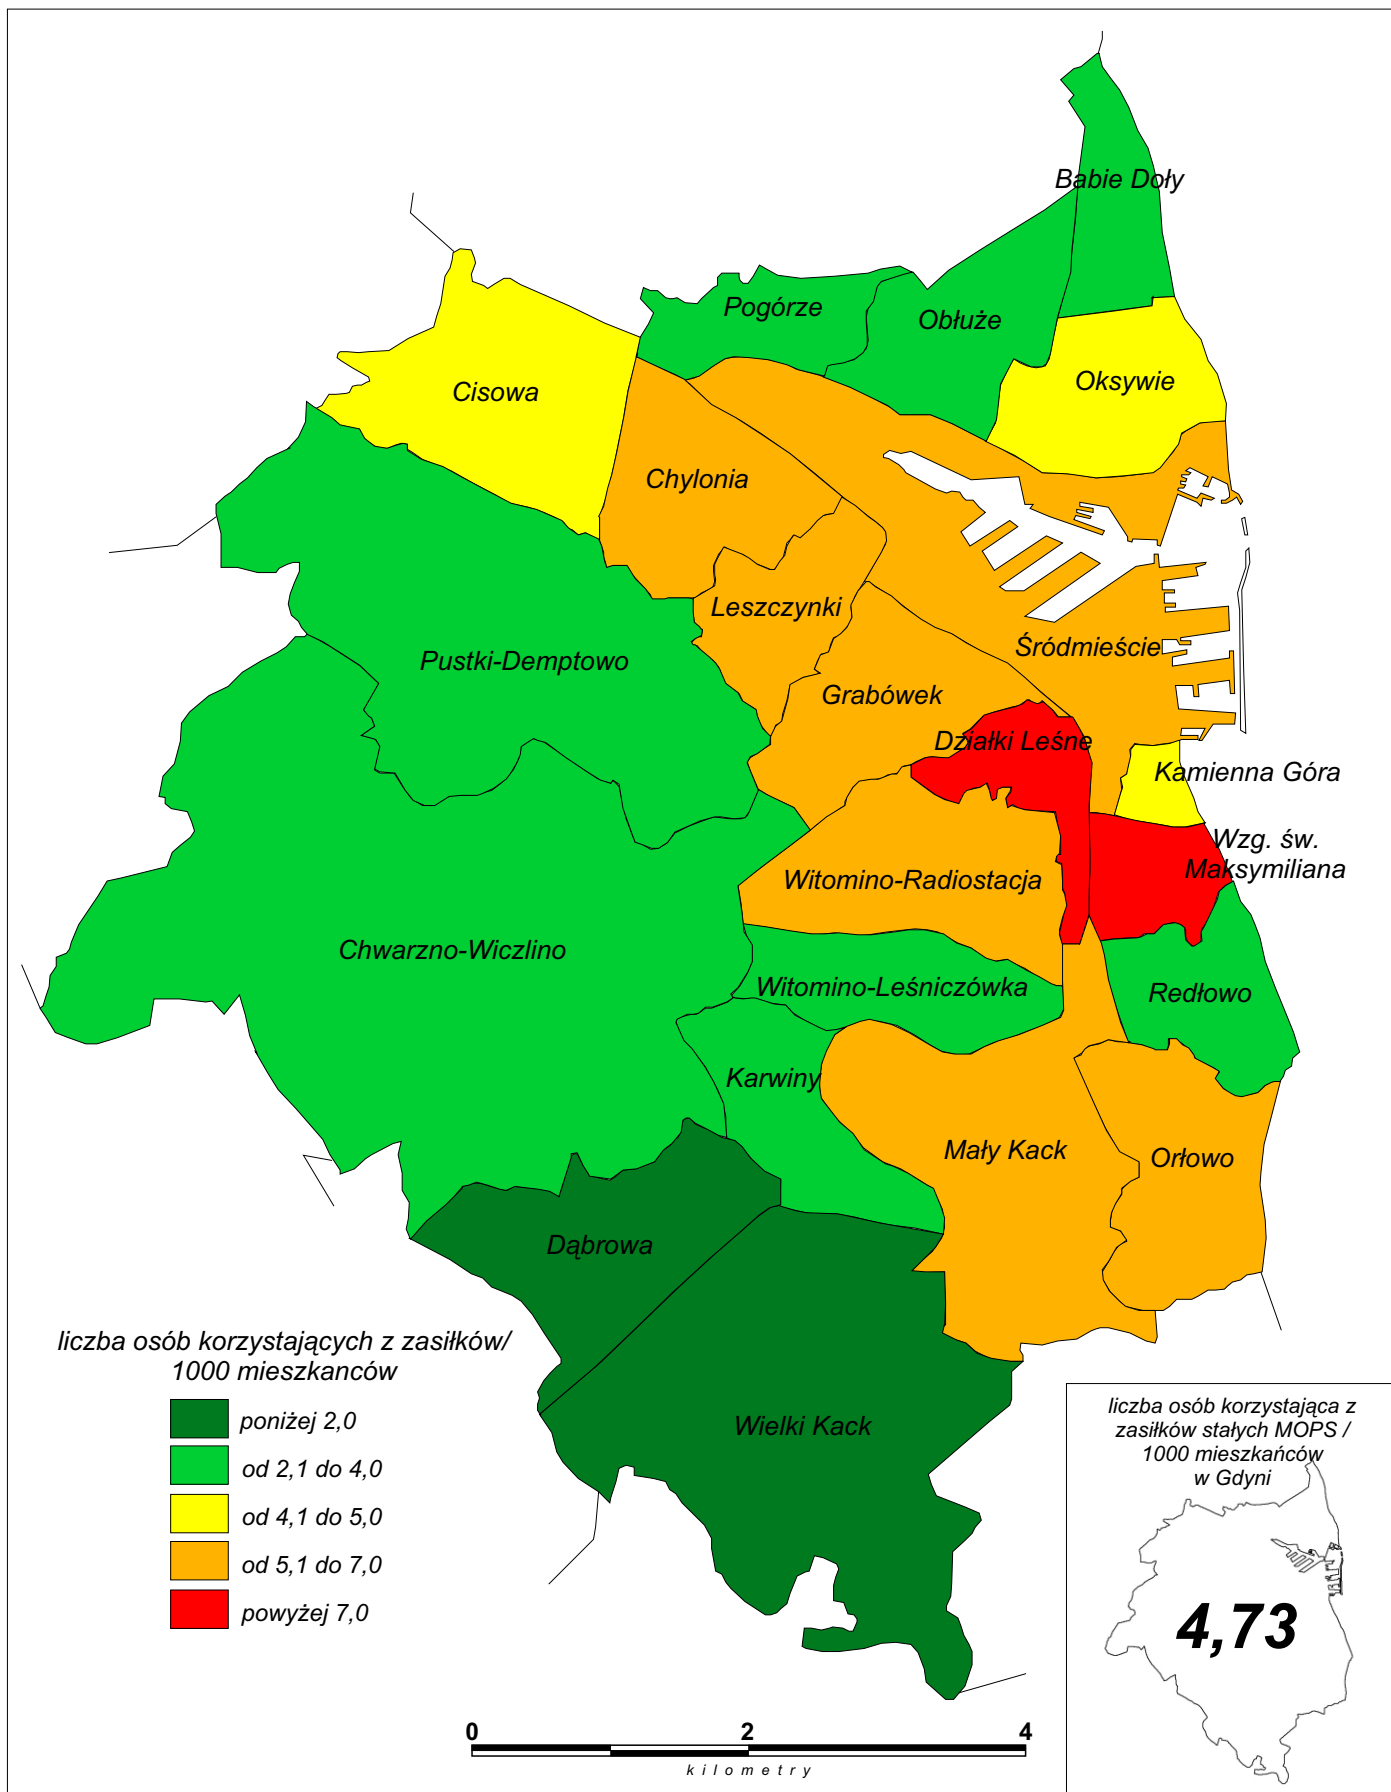 Babie Doły
Pogórze
Obłuże
Oksywie
Cisowa
Chylonia
Leszczynki
Śródmieście
Pustki-Demptowo
Grabówek
Działki Leśne
Kamienna Góra
Wzg. św.
Maksymiliana
Witomino-Radiostacja
Chwarzno-Wiczlino
Witomino-Leśniczówka
Redłowo
Karwiny
Mały Kack
Orłowo
Dąbrowa
Wielki Kack
liczba osób korzystających z zasiłków/
1000 mieszkanców
poniżej 2,0
od 2,1 do 4,0
od 4,1 do 5,0
od 5,1 do 7,0
powyżej 7,0
liczba osób korzystająca z
zasiłków stałych MOPS /
1000 mieszkańców
w Gdyni
4,73
0 2 4
kilometry